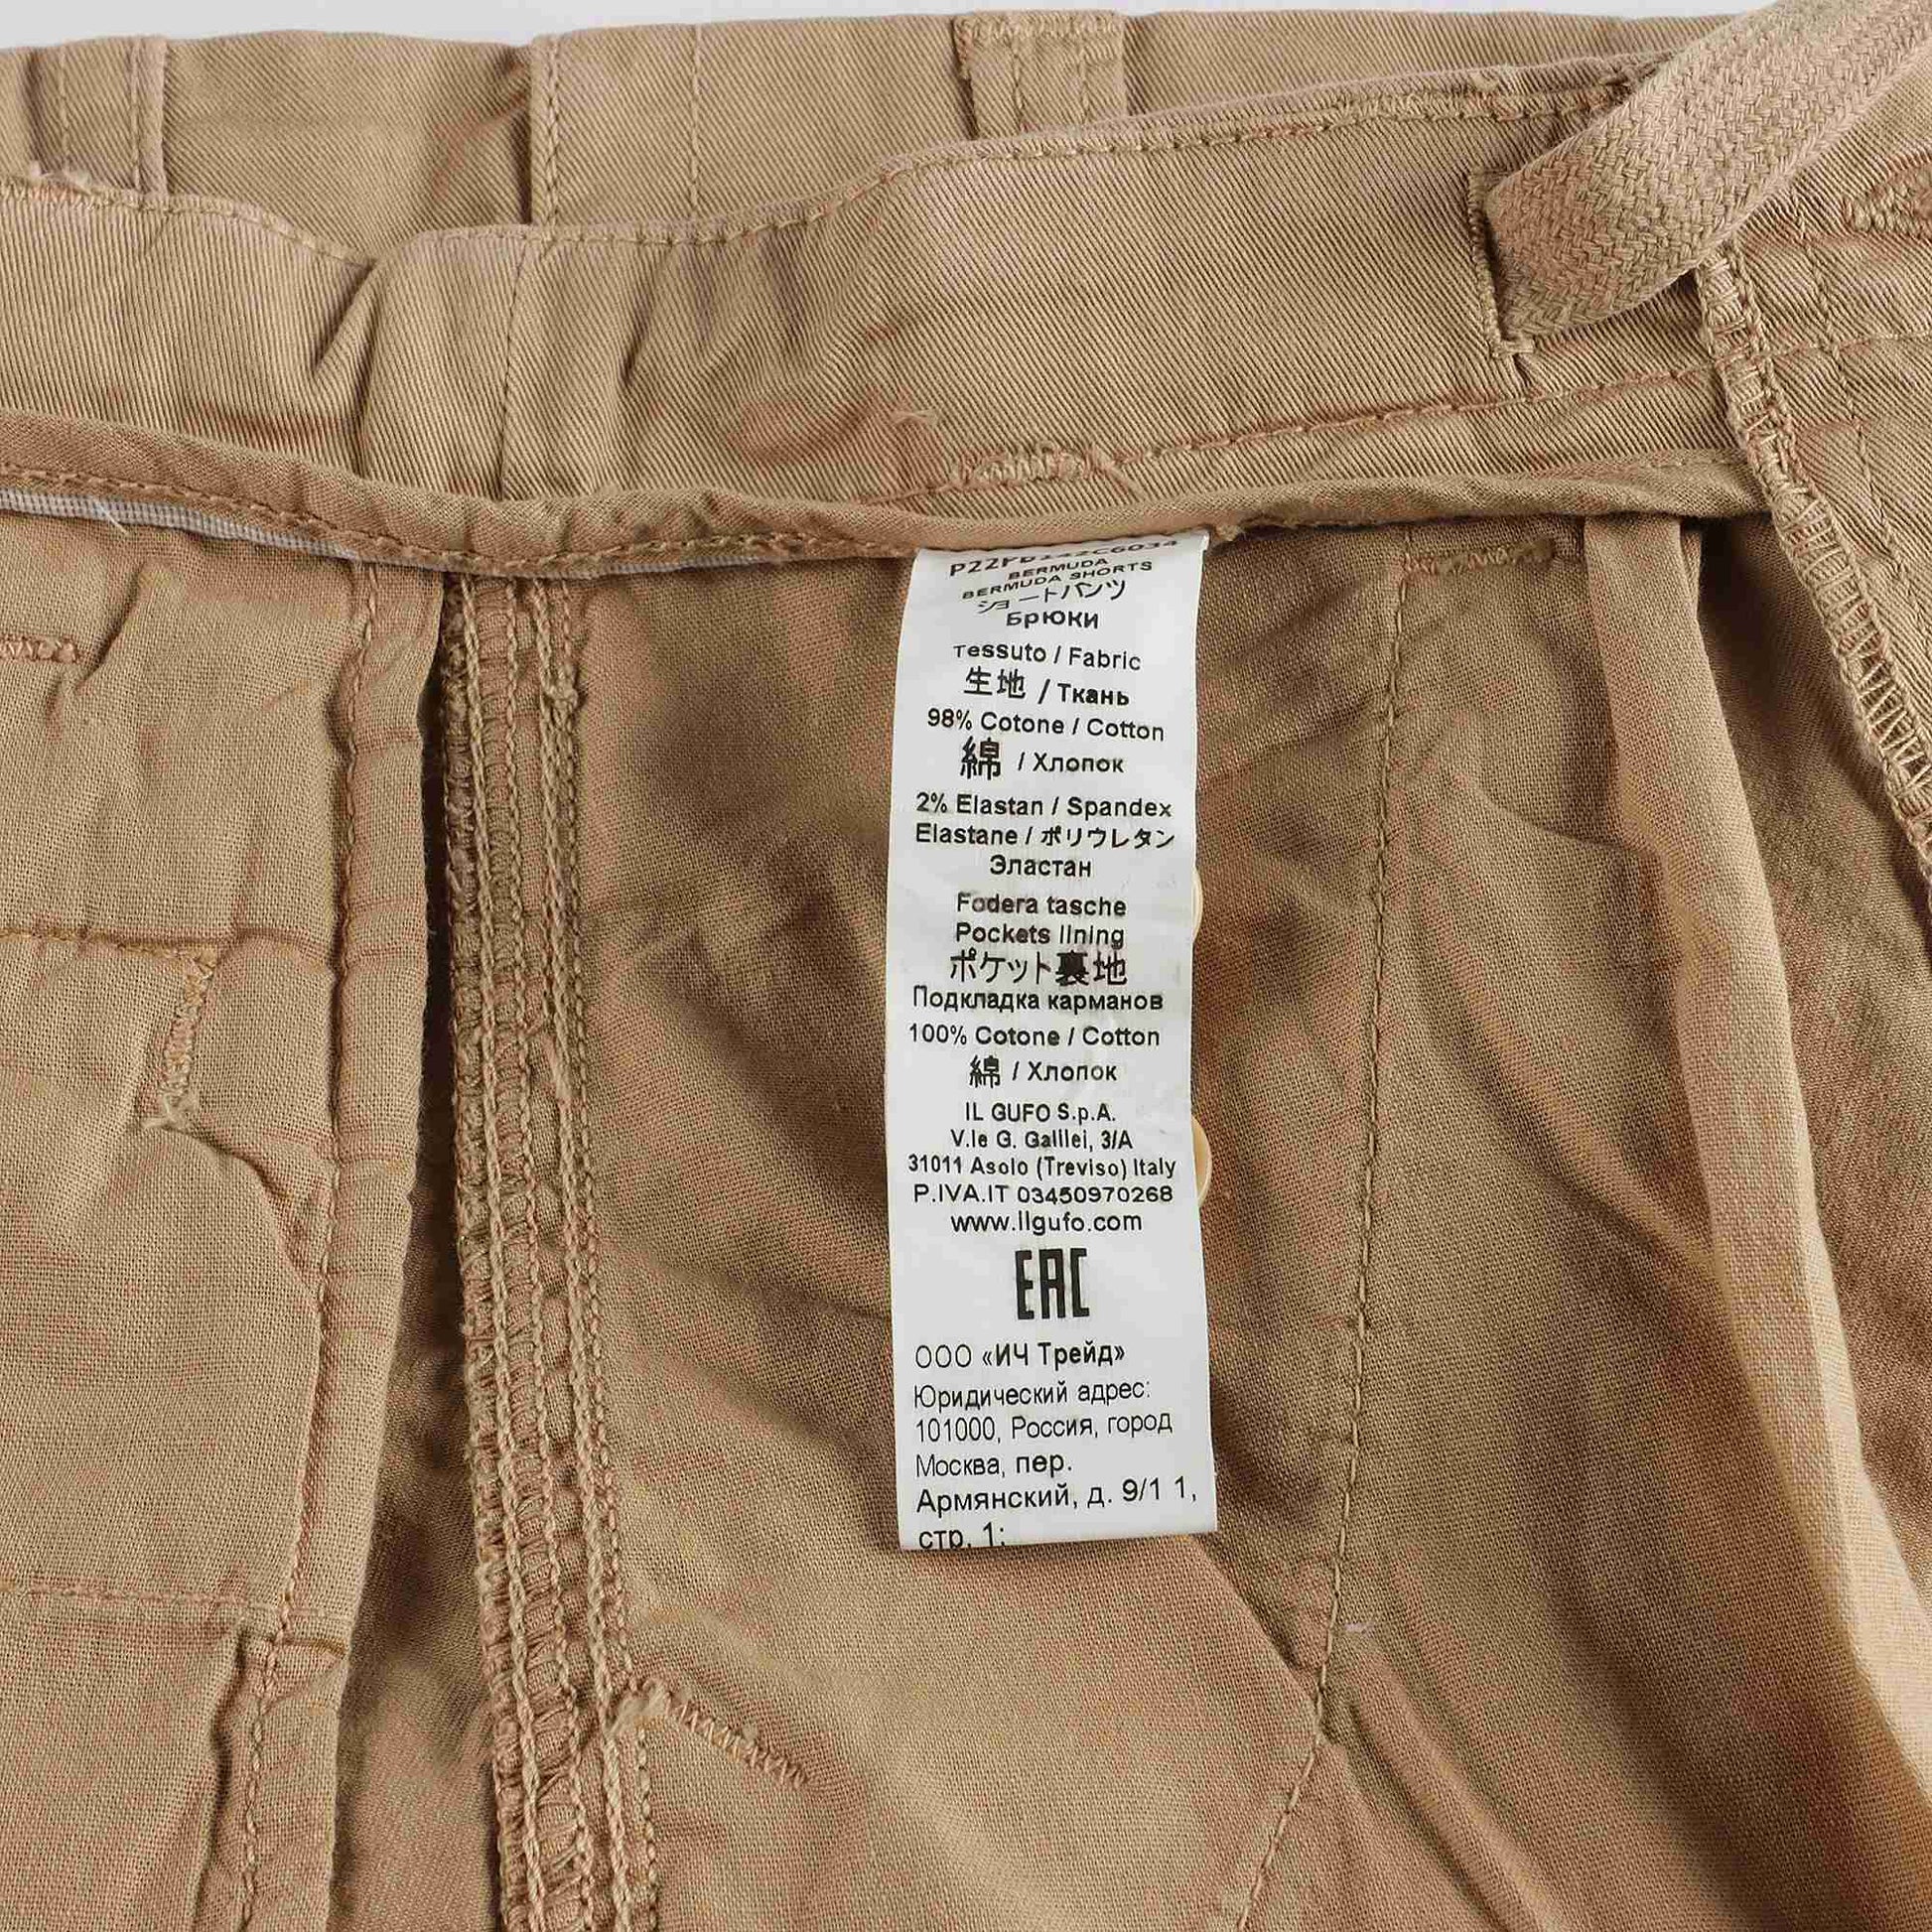 BERMUDA
BERMUDA SHORTS
ショートパンツ
Брюки
Tessuto / Fabric
生地 / Ткань
98% Cotone / Cotton
綿 / Хлопок
2% Elastan / Spandex
Elastane / ポリウレタン
Эластан
Fodera tasche
Pockets lining
ポケット裏地
Подкладка карманов
100% Cotone / Cotton
綿 / Хлопок
IL GUFO S.p.A.
V.le G. Galilei, 3/A
31011 Asolo (Treviso) Italy
P.IVA.IT 03450970268
www.ilgufo.com
EAC
ООО «ИЧ Трейд»
Юридический адрес:
101000, Россия, город
Москва, пер.
Армянский, д. 9/1 1,
стр. 1;